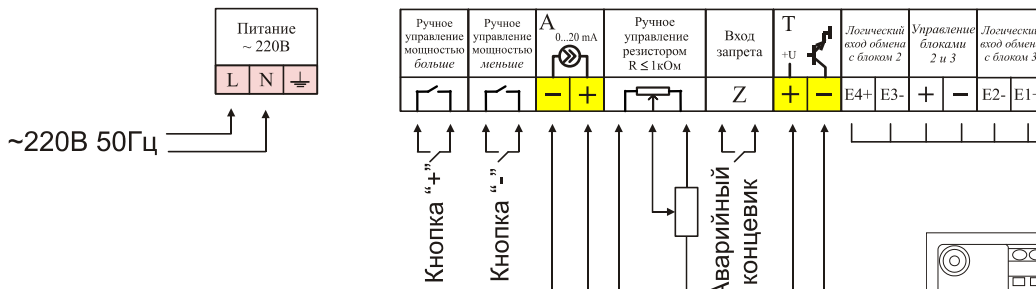 Питание
~ 220В
L N
~220В 50Гц
Ручное
управление
мощностью
больше
Ручное
управление
мощностью
меньше
A
0...20 mA
− +
Ручное
управление
резистором
R ≤ 1кОм
Вход
запрета
Z
T
+U
+ −
Логический
вход обмена
с блоком 2
E4+ E3-
Управление
блоками
2 и 3
+ −
Логический
вход обмена
с блоком 3
E2- E1+
Кнопка “+”
Кнопка “-”
Аварийный
концевик